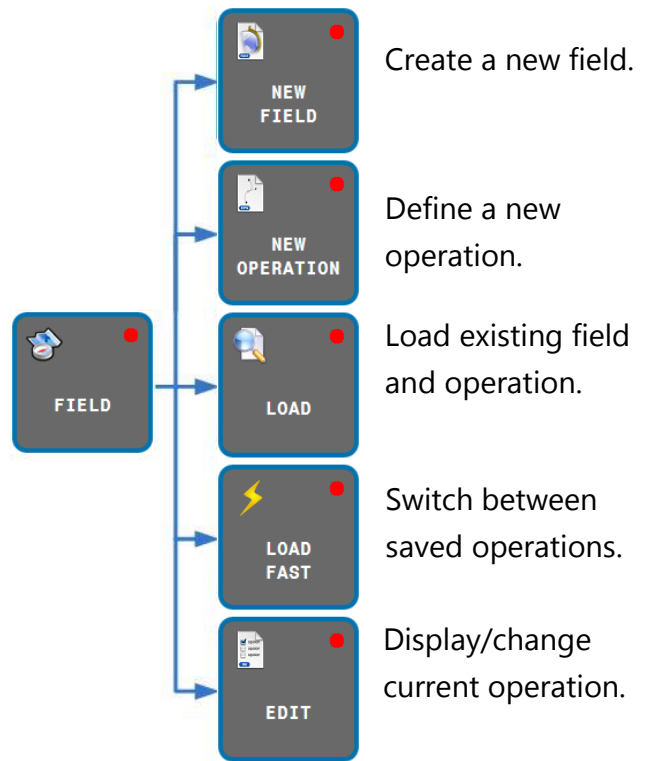 NEW
FIELD
Create a new field.
NEW
OPERATION
Define a new
operation.
FIELD
LOAD
Load existing field
and operation.
LOAD
FAST
Switch between
saved operations.
EDIT
Display/change
current operation.